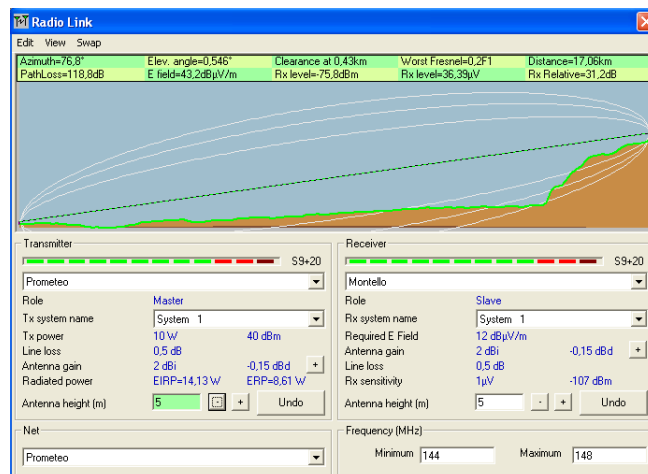 Radio Link
Edit View Swap
Azimuth=76,8° Elev. angle=0,546° Clearance at 0,43km Worst Fresnel=0,2F1 Distance=17,06km
PathLoss=118,8dB E field=43,2dBµV/m Rx level=-75,8dBm Rx level=36,39µV Rx Relative=31,2dB
Transmitter
S9+20
Prometeo
Role Master
Tx system name System 1
Tx power 10 W 40 dBm
Line loss 0,5 dB
Antenna gain 2 dBi -0,15 dBd +
Radiated power EIRP=14,13 W ERP=8,61 W
Antenna height (m) 5 - + Undo
Net
Prometeo
Receiver
S9+20
Montello
Role Slave
Rx system name System 1
Required E Field 12 dBµV/m
Antenna gain 2 dBi -0,15 dBd +
Line loss 0,5 dB
Rx sensitivity 1µV -107 dBm
Antenna height (m) 5 - + Undo
Frequency (MHz)
Minimum 144 Maximum 148